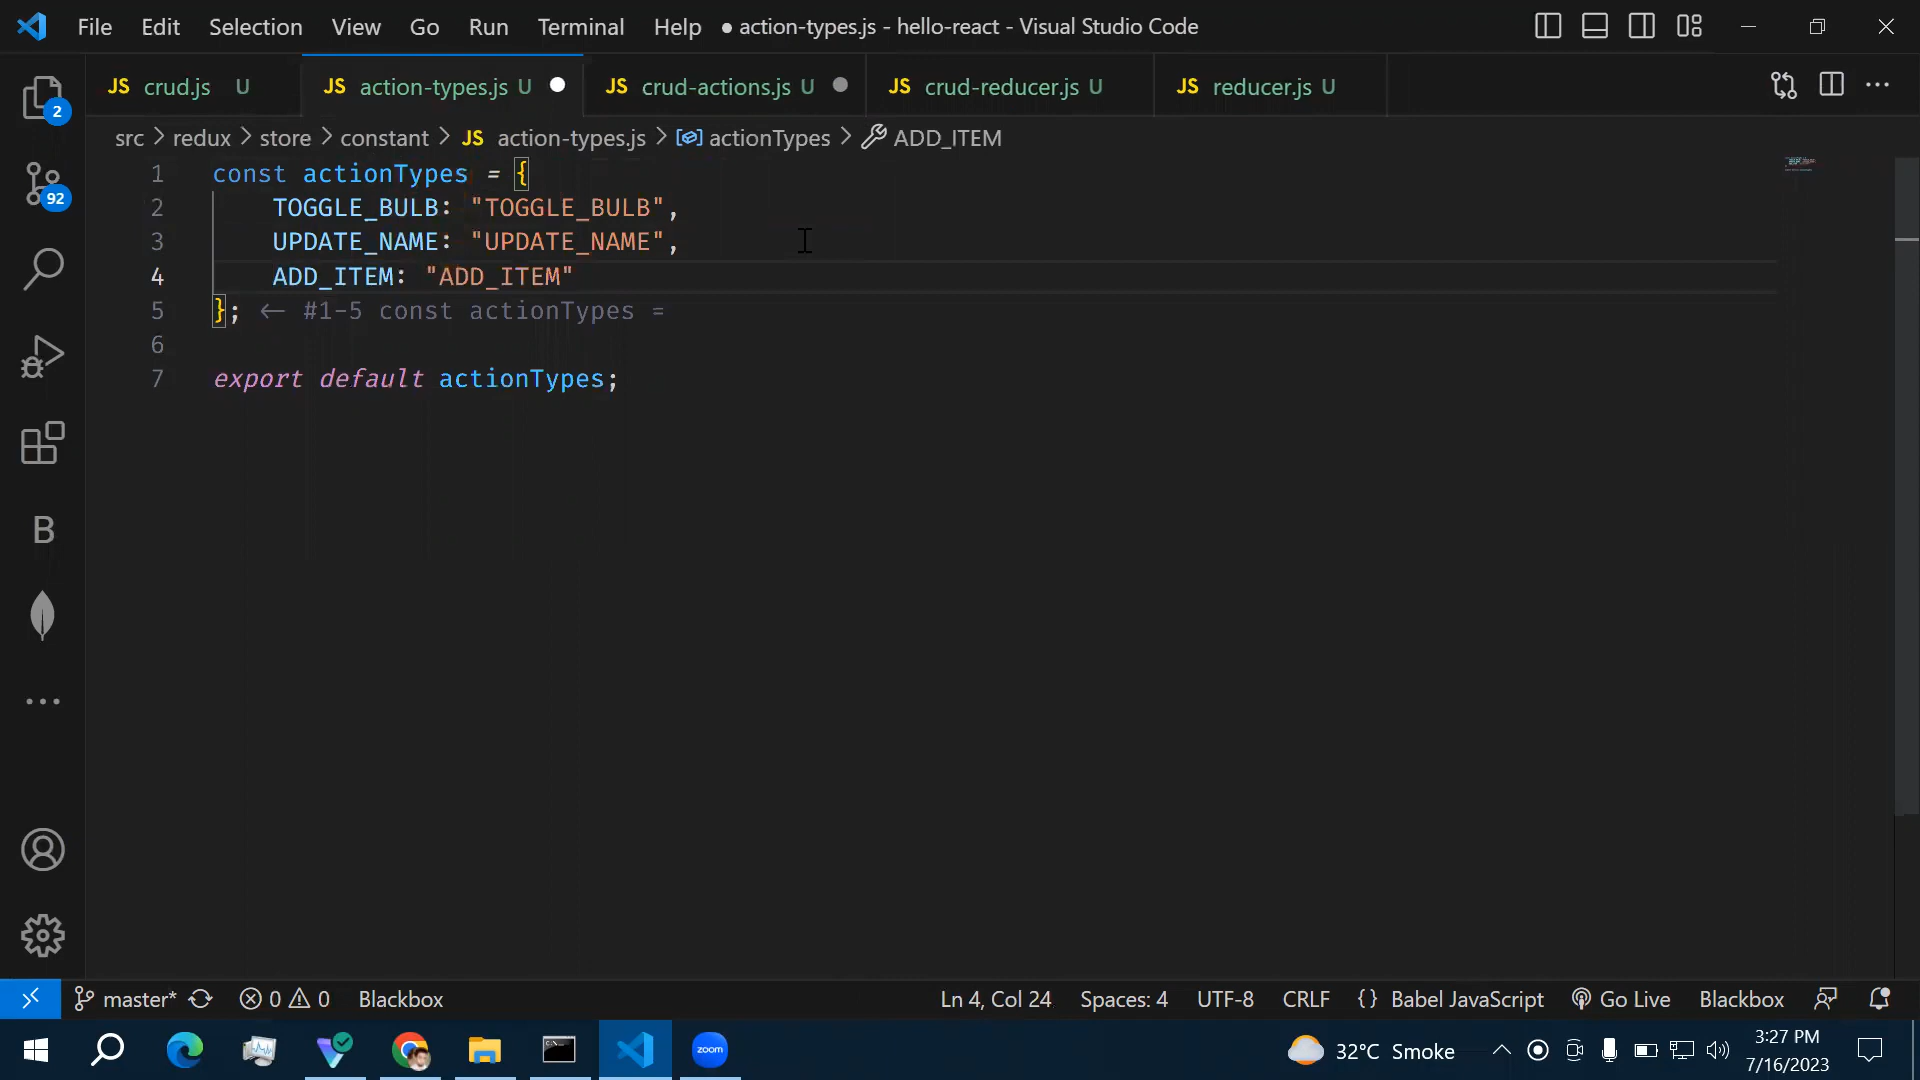 File Edit Selection View Go Run Terminal Help ● action-types.js - hello-react - Visual Studio Code
JS crud.js U JS action-types.js U JS crud-actions.js U JS crud-reducer.js U JS reducer.js U
src > redux > store > constant > JS action-types.js > actionTypes > ADD_ITEM
1 const actionTypes = {
2 TOGGLE_BULB: "TOGGLE_BULB",
3 UPDATE_NAME: "UPDATE_NAME",
4 ADD_ITEM: "ADD_ITEM"
5 }; <- #1-5 const actionTypes =
6
7 export default actionTypes;
2
92
B
master* 0 0 Blackbox Ln 4, Col 24 Spaces: 4 UTF-8 CRLF {} Babel JavaScript Go Live Blackbox
zoom 32°C Smoke 3:27 PM
7/16/2023